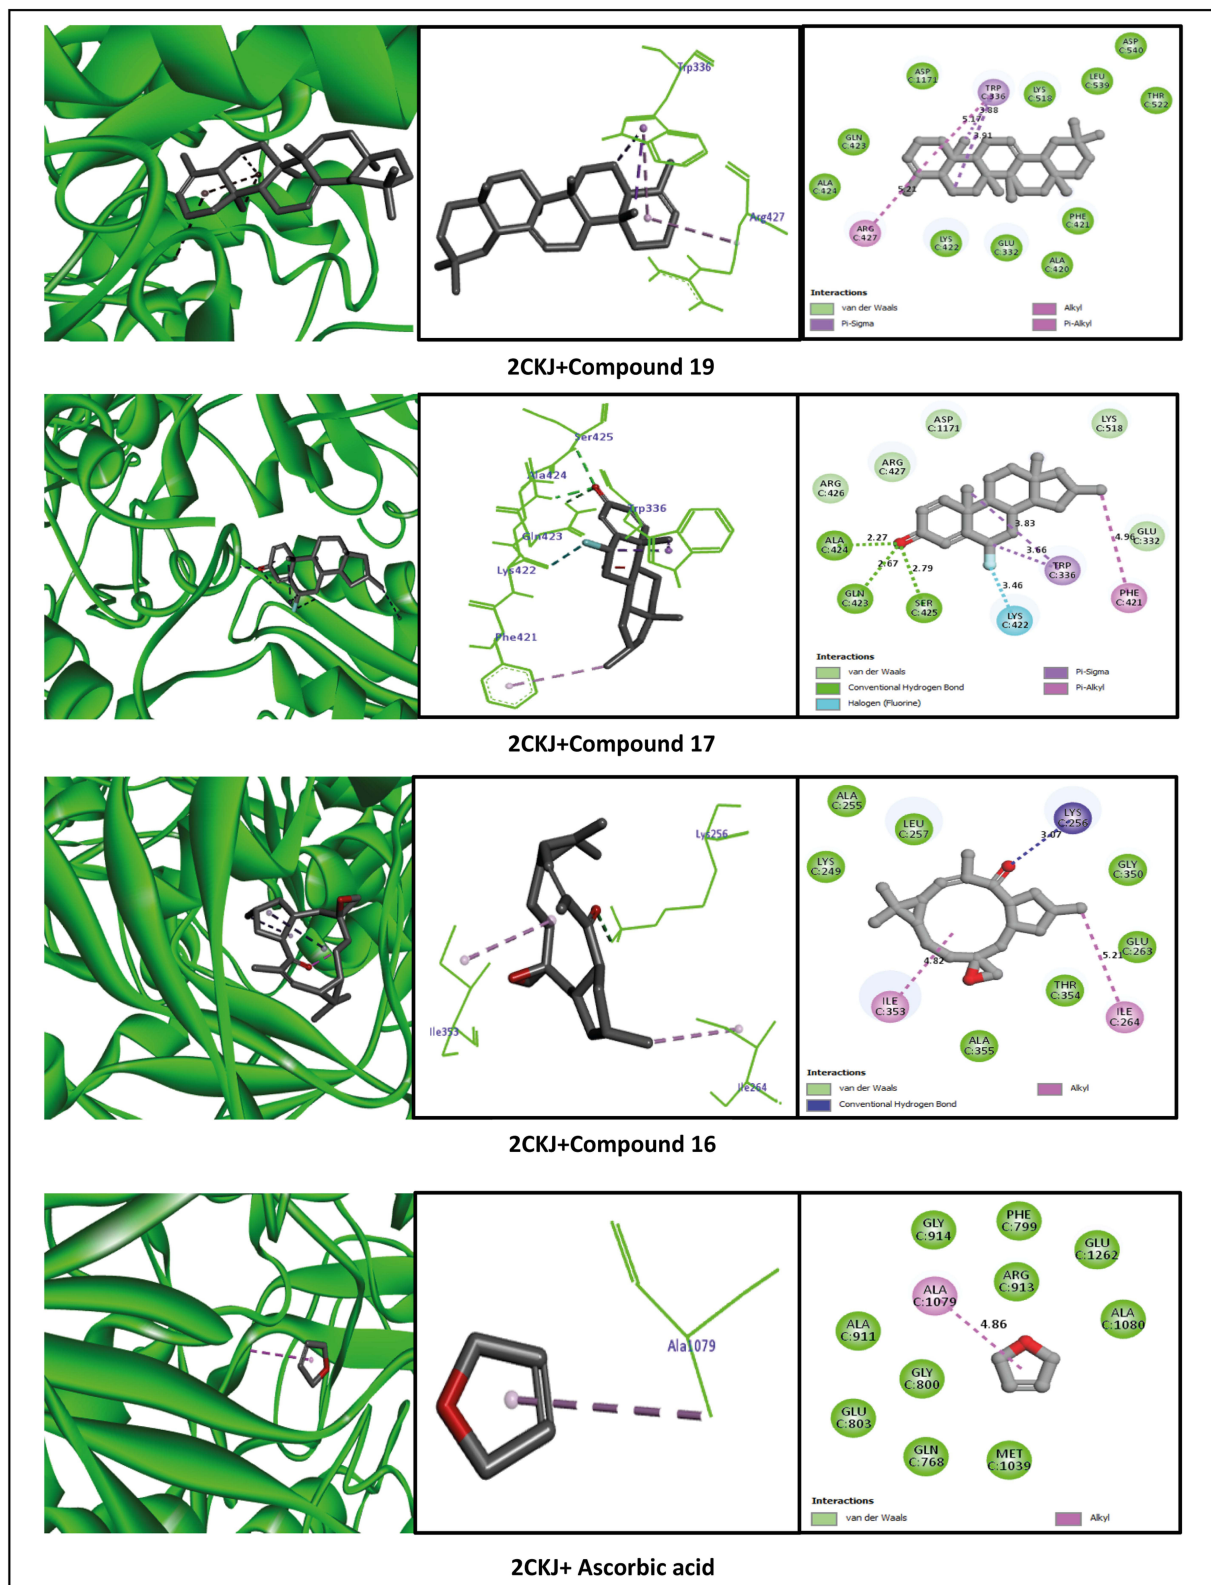 Trp336
Arg427
ASP
C:540
ASP
C:1171
TRP
C:336
LYS
C:518
LEU
C:539
THR
C:522
3.88
5.17
3.91
GLN
C:423
ALA
C:424
5.21
ARG
C:427
LYS
C:422
GLU
C:332
PHE
C:421
ALA
C:420
Interactions
van der Waals
Pi-Sigma
Alkyl
Pi-Alkyl
2CKJ+Compound 19
Ser425
Ala424
Trp336
Gln423
Lys422
Phe421
ASP
C:1171
LYS
C:518
ARG
C:427
ARG
C:426
ALA
C:424
2.27
2.67
2.79
3.83
3.66
4.96
GLU
C:332
TRP
C:336
3.46
GLN
C:423
SER
C:425
LYS
C:422
PHE
C:421
Interactions
van der Waals
Conventional Hydrogen Bond
Halogen (Fluorine)
Pi-Sigma
Pi-Alkyl
2CKJ+Compound 17
Lys256
Ile353
Ile264
ALA
C:255
LEU
C:257
LYS
C:256
3.07
LYS
C:249
GLY
C:350
GLU
C:263
5.21
4.82
THR
C:354
ILE
C:353
ILE
C:264
ALA
C:355
Interactions
van der Waals
Conventional Hydrogen Bond
Alkyl
2CKJ+Compound 16
Ala1079
GLY
C:914
PHE
C:799
GLU
C:1262
ALA
C:1079
ARG
C:913
4.86
ALA
C:1080
ALA
C:911
GLY
C:800
GLU
C:803
GLN
C:768
MET
C:1039
Interactions
van der Waals
Alkyl
2CKJ+ Ascorbic acid